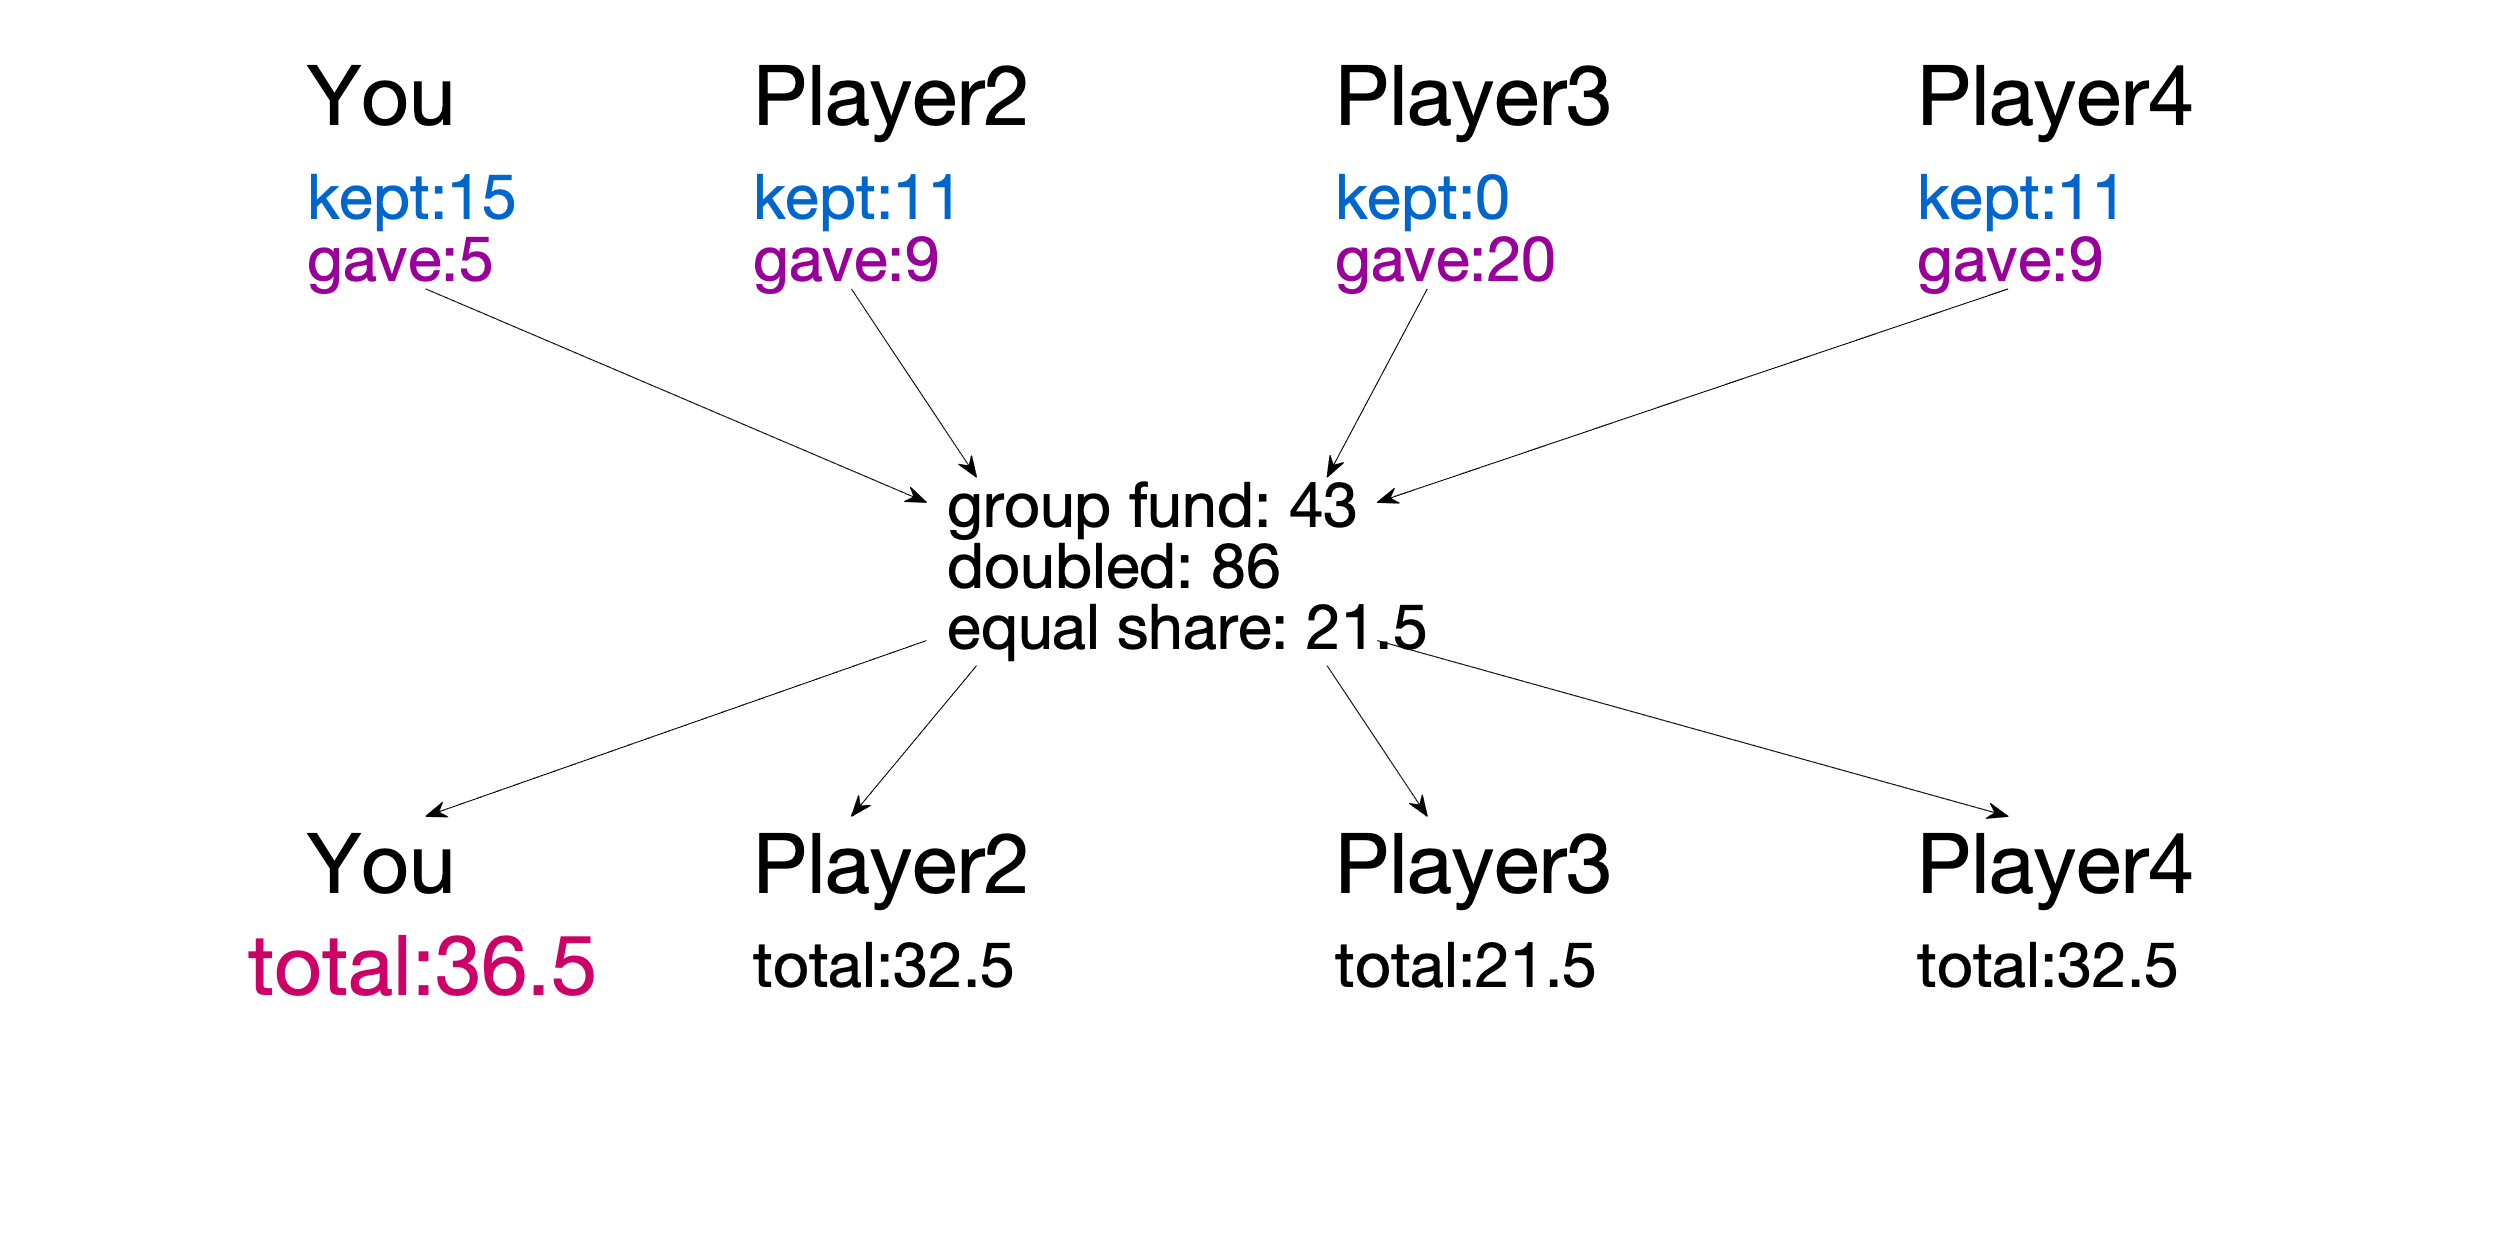 You Player2 Player3 Player4
kept:15 kept:11 kept:0 kept:11
gave:5 gave:9 gave:20 gave:9
group fund: 43
doubled: 86
equal share: 21.5
You Player2 Player3 Player4
total:36.5 total:32.5 total:21.5 total:32.5